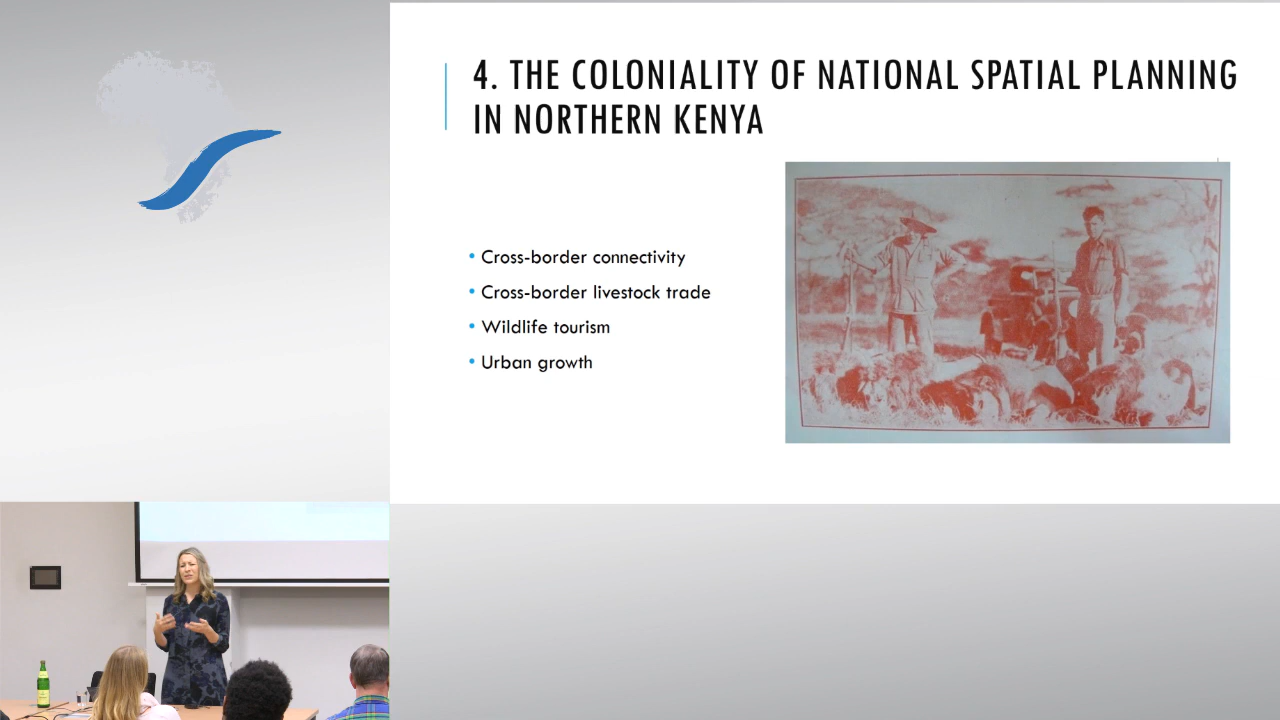 4. THE COLONIALITY OF NATIONAL SPATIAL PLANNING
IN NORTHERN KENYA
• Cross-border connectivity
• Cross-border livestock trade
• Wildlife tourism
• Urban growth